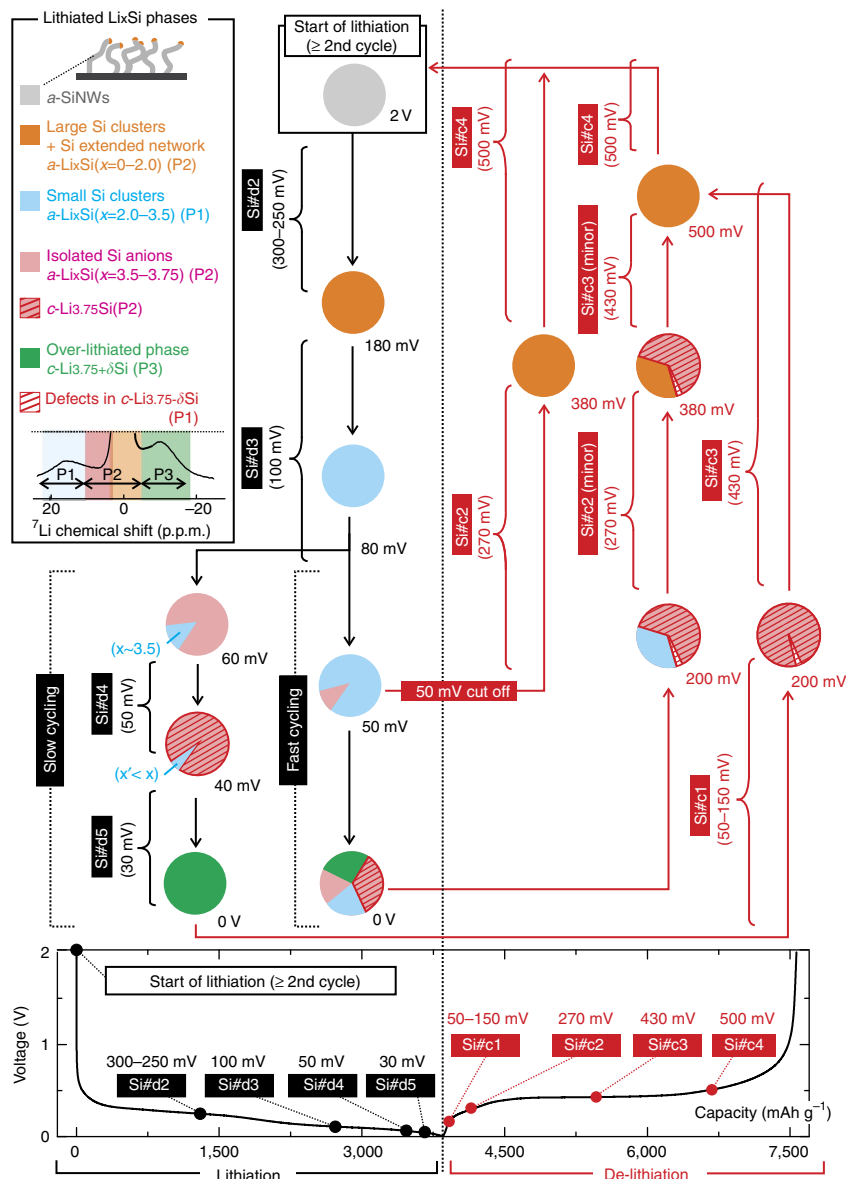 Lithiated LixSi phases
a-SiNWs
Large Si clusters
+ Si extended network
a-LixSi(x=0–2.0) (P2)
Small Si clusters
a-LixSi(x=2.0–3.5) (P1)
Isolated Si anions
a-LixSi(x=3.5–3.75) (P2)
c-Li3.75Si(P2)
Over-lithiated phase
c-Li3.75+δSi (P3)
Defects in c-Li3.75-δSi
(P1)
P1 P2 P3
20 0 –20
7Li chemical shift (p.p.m.)
Start of lithiation
(≥ 2nd cycle)
2 V
Si#d2
(300–250 mV)
180 mV
Si#d3
(100 mV)
80 mV
Slow cycling
(x~3.5)
60 mV
Si#d4
(50 mV)
(x'< x)
40 mV
Si#d5
(30 mV)
0 V
Fast cycling
50 mV
0 V
50 mV cut off
Si#c4
(500 mV)
Si#c4
(500 mV)
500 mV
Si#c3 (minor)
(430 mV)
380 mV
380 mV
Si#c2
(270 mV)
Si#c2 (minor)
(270 mV)
Si#c3
(430 mV)
200 mV
200 mV
Si#c1
(50–150 mV)
Voltage (V)
2
1
0
Start of lithiation (≥ 2nd cycle)
300–250 mV 100 mV 50 mV 30 mV
Si#d2 Si#d3 Si#d4 Si#d5
50–150 mV 270 mV 430 mV 500 mV
Si#c1 Si#c2 Si#c3 Si#c4
Capacity (mAh g–1)
0 1,500 3,000 4,500 6,000 7,500
Lithiation De-lithiation